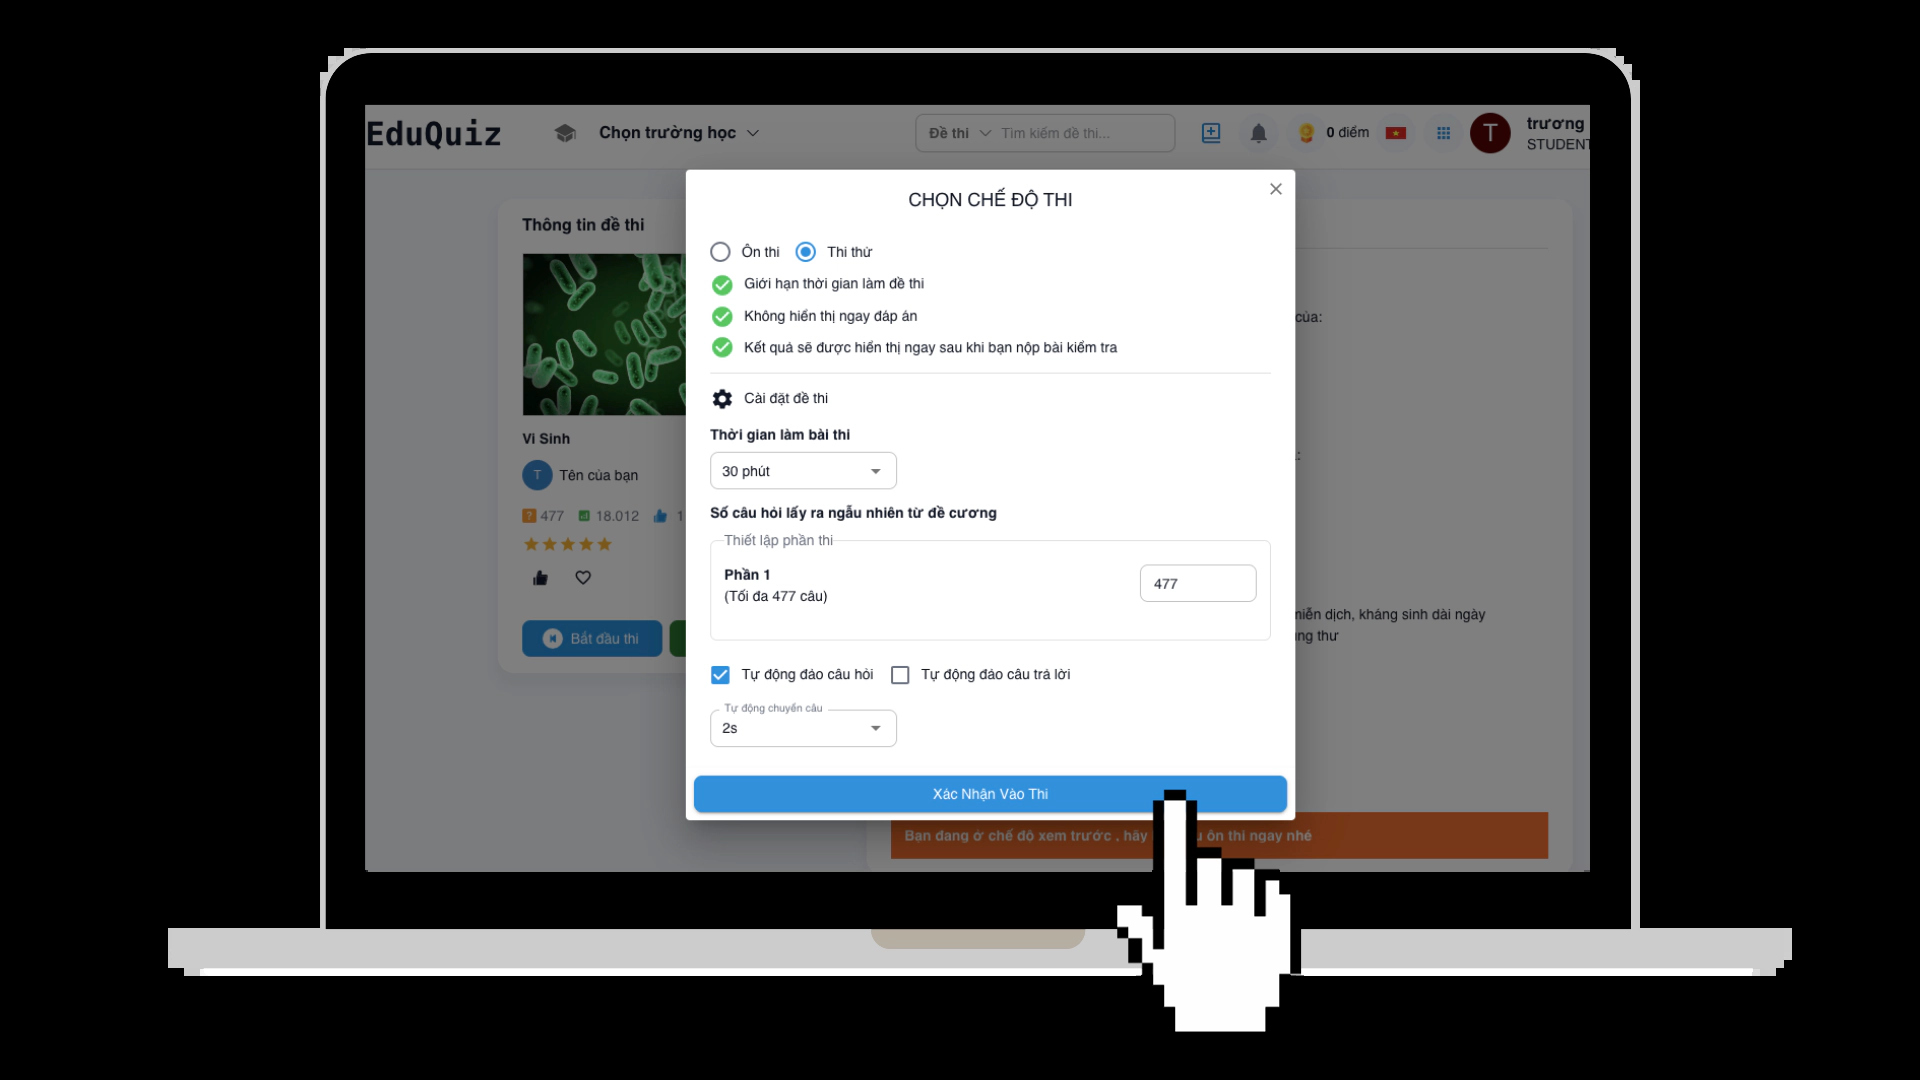 EduQuiz
Chọn trường học
Đề thi
Tìm kiếm đề thi...
0 điểm
T
trương
STUDENT
CHỌN CHẾ ĐỘ THI
Ôn thi
Thi thử
Giới hạn thời gian làm đề thi
Không hiển thị ngay đáp án
Kết quả sẽ được hiển thị ngay sau khi bạn nộp bài kiểm tra
Cài đặt đề thi
Thời gian làm bài thi
30 phút
Số câu hỏi lấy ra ngẫu nhiên từ đề cương
Thiết lập phần thi
Phần 1
(Tối đa 477 câu)
477
Tự động đảo câu hỏi
Tự động đảo câu trả lời
Tự động chuyển câu
2s
Xác Nhận Vào Thi
Thông tin đề thi
Vi Sinh
T
Tên của bạn
477
18.012
1
Bắt đầu thi
của:
miễn dịch, kháng sinh dài ngày
thư
Bạn đang ở chế độ xem trước , hãy
ôn thi ngay nhé